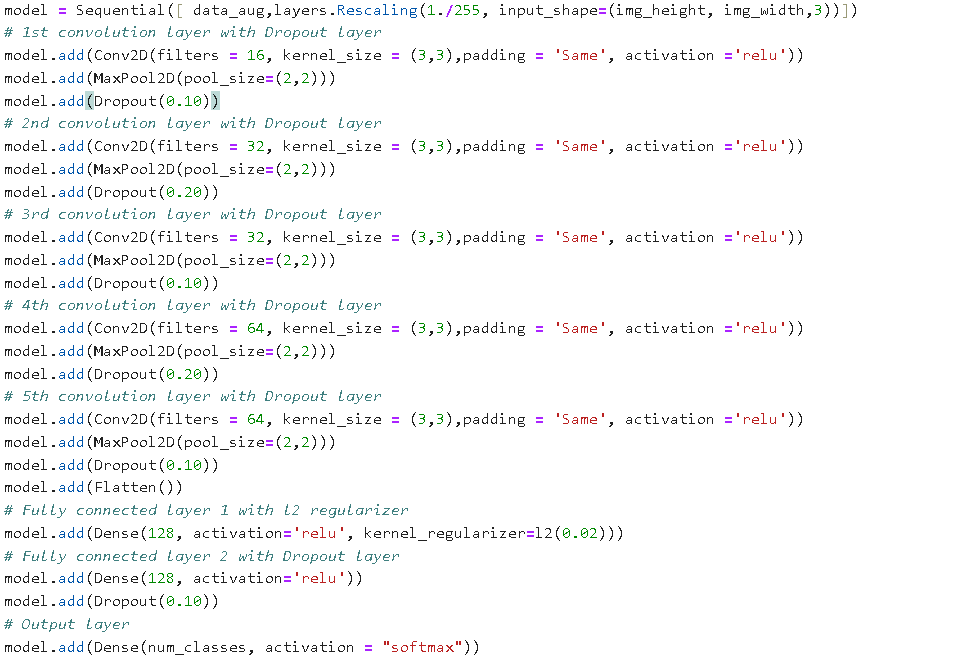 model = Sequential([ data_aug,layers.Rescaling(1./255, input_shape=(img_height, img_width,3))])
# 1st convolution layer with Dropout layer
model.add(Conv2D(filters = 16, kernel_size = (3,3),padding = 'Same', activation ='relu'))
model.add(MaxPool2D(pool_size=(2,2)))
model.add(Dropout(0.10))
# 2nd convolution layer with Dropout layer
model.add(Conv2D(filters = 32, kernel_size = (3,3),padding = 'Same', activation ='relu'))
model.add(MaxPool2D(pool_size=(2,2)))
model.add(Dropout(0.20))
# 3rd convolution layer with Dropout layer
model.add(Conv2D(filters = 32, kernel_size = (3,3),padding = 'Same', activation ='relu'))
model.add(MaxPool2D(pool_size=(2,2)))
model.add(Dropout(0.10))
# 4th convolution layer with Dropout layer
model.add(Conv2D(filters = 64, kernel_size = (3,3),padding = 'Same', activation ='relu'))
model.add(MaxPool2D(pool_size=(2,2)))
model.add(Dropout(0.20))
# 5th convolution layer with Dropout layer
model.add(Conv2D(filters = 64, kernel_size = (3,3),padding = 'Same', activation ='relu'))
model.add(MaxPool2D(pool_size=(2,2)))
model.add(Dropout(0.10))
model.add(Flatten())
# Fully connected layer 1 with l2 regularizer
model.add(Dense(128, activation='relu', kernel_regularizer=l2(0.02)))
# Fully connected layer 2 with Dropout layer
model.add(Dense(128, activation='relu'))
model.add(Dropout(0.10))
# Output layer
model.add(Dense(num_classes, activation = "softmax"))